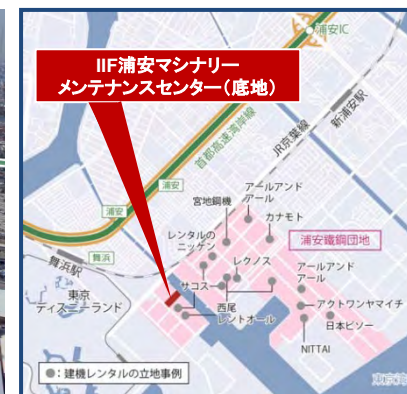 浦安IC
IIF浦安マシナリー
メンテナンスセンター(底地)
首都高速湾岸線
JR京葉線
新浦安駅
浦安
浦安
舞浜
舞浜駅
東京
ディズニーランド
宮地鋼機
アールアンド
アール
カナモト
レンタルの
ニッケン
浦安鐵鋼団地
レクノス
サコス
西尾
レントオール
アールアンド
アール
アクトワンヤマイチ
日本ビソー
NITTAI
●:建機レンタルの立地事例